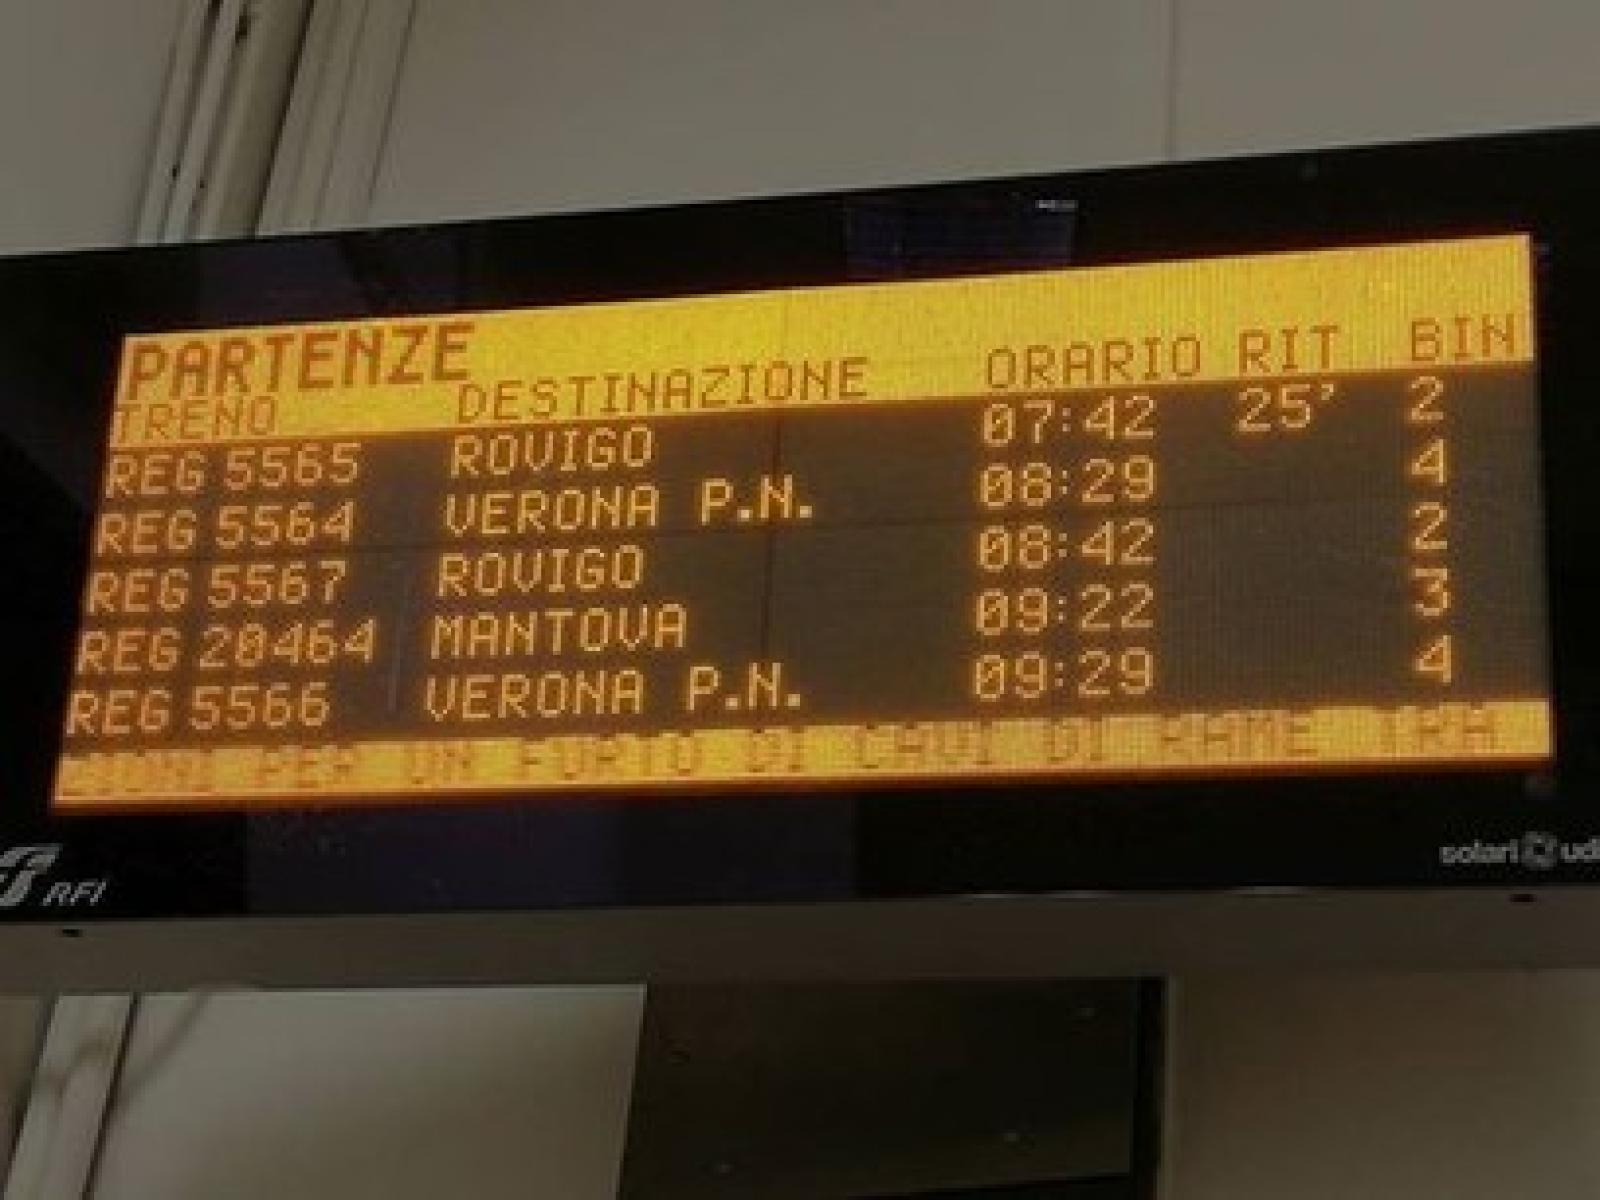 PARTENZE
TRENO DESTINAZIONE ORARIO RIT BIN
REG 5565 ROVIGO 07:42 25' 2
REG 5564 VERONA P.N. 08:29 4
REG 5567 ROVIGO 08:42 2
REG 20464 MANTOVA 09:22 3
REG 5566 VERONA P.N. 09:29 4
PER UN FURTO DI CAVI DI RAME TRA
RFI
solari udi